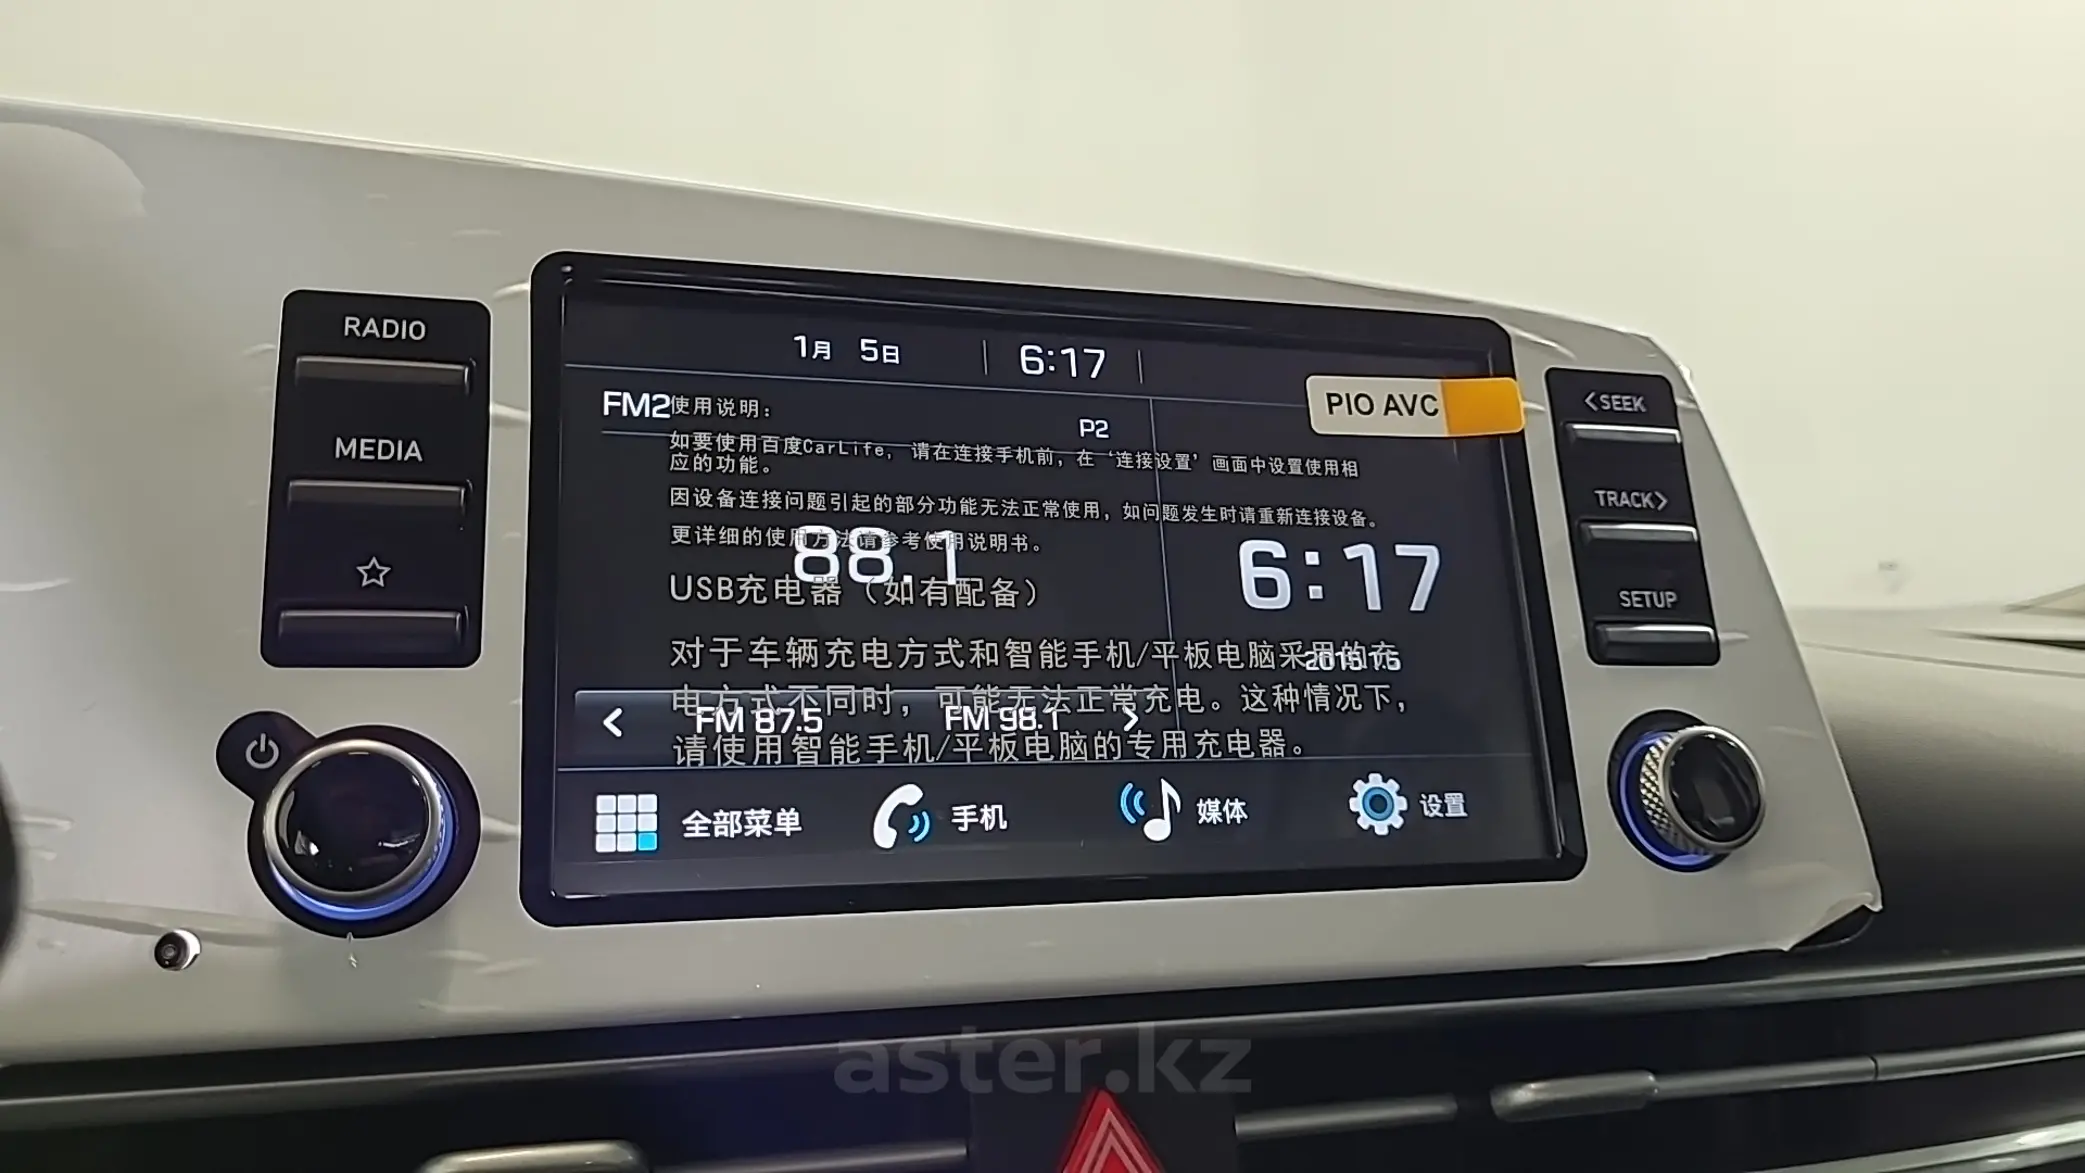 RADIO
MEDIA
1月 5日
6:17
FM2
P2
PIO AVC
使用说明：
如要使用百度CarLife, 请在连接手机前, 在‘连接设置’画面中设置使用相
应的功能。
因设备连接问题引起的部分功能无法正常使用, 如问题发生时请重新连接设备。
更详细的使用方法请参考使用说明书。
88.1
6:17
USB充电器（如有配备）
对于车辆充电方式和智能手机/平板电脑采用的充
2015.1.5
电方式不同时，可能无法正常充电。这种情况下，
FM 87.5
FM 98.1
请使用智能手机/平板电脑的专用充电器。
全部菜单
手机
媒体
设置
<SEEK
TRACK>
SETUP
aster.kz